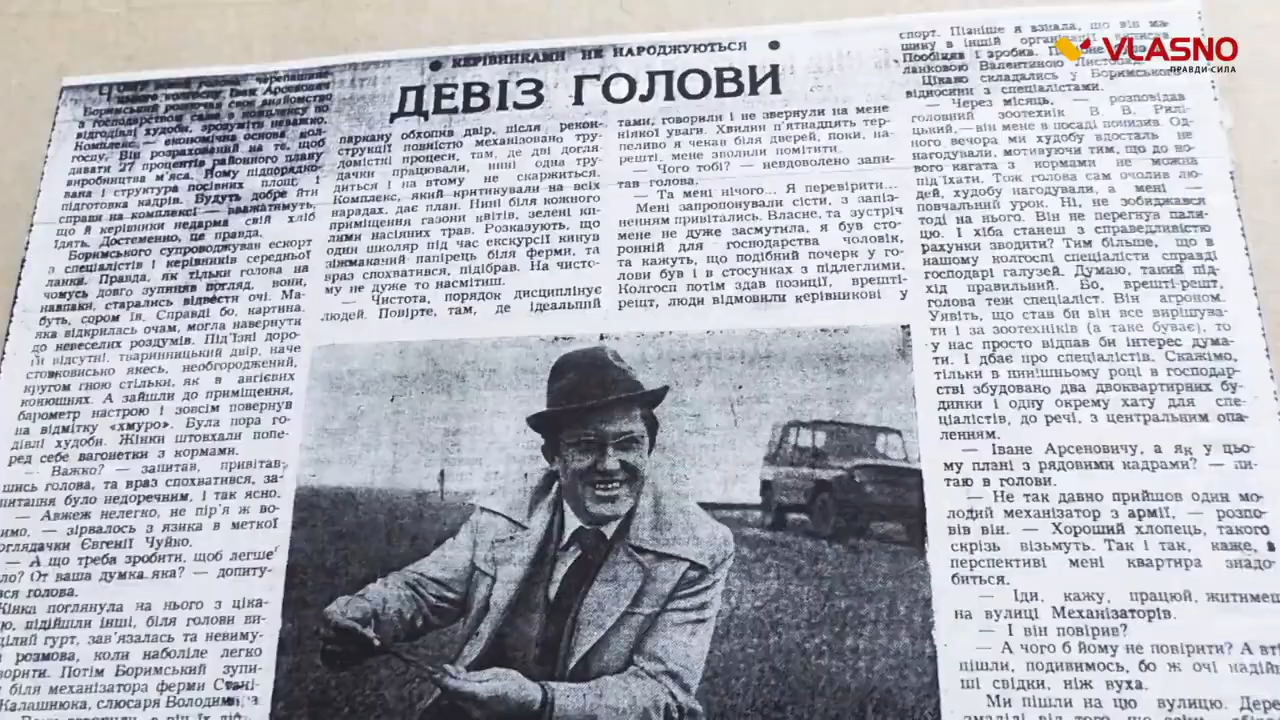 VLASNO
ПРАВДИ-СИЛА
● КЕРІВНИКАМИ НЕ НАРОДЖУЮТЬСЯ ●
ДЕВІЗ ГОЛОВИ
Боримський розпочав своє знайомство
з господарством саме з комплексу по
відгодівлі худоби, зрозуміти неважко.
Комплекс — економічна основа кол-
госпу. Він розрахований на те, щоб
давати 27 процентів районного плану
виробництва м'яса. Йому підпорядко-
вана і структура посівних площ, і
підготовка кадрів. Будуть добре йти
справи на комплексі — вважатимуть,
що й керівники недарма свій хліб
їдять. Достеменно, це правда.
Боримського супроводжував ескорт
з спеціалістів і керівників середньої
ланки. Правда, як тільки голова на
чомусь довго зупиняв погляд, вони,
навпаки, старались відвести очі. Ма-
буть, сором їв. Справді бо, картина,
яка відкрилась очам, могла навернути
до невеселих роздумів. Під'їзні доро-
ги відсутні, тваринницький двір, наче
стовковисько якесь, необгороджений,
кругом гною стільки, як в авгієвих
конюшнях. А зайшли до приміщення,
барометр настрою і зовсім повернув
на відмітку «хмуро». Була пора го-
дівлі худоби. Жінки штовхали попе-
ред себе вагонетки з кормами.
— Важко? — запитав, привітав-
шись голова, та враз спохватився, за-
питання було недоречним, і так ясно.
— Авжеж нелегко, не пір'я ж во-
зимо, — зірвалось з язика в меткої
доглядачки Євгенії Чуйко.
— А що треба зробити, щоб легше
було? От ваша думка яка? — допиту-
вся голова.
Жінка поглянула на нього з ціка-
підійшли інші, біля голови ви-
цілий гурт, зав'язалась та невиму-
розмова, коли наболіле легко
Потім Боримський зупи-
біля механізатора ферми
Калашнюка, слюсаря Володимира
паркану обхопив двір, після рекон-
струкції повністю механізовано тру-
домісткі процеси, там, де дві догля-
дачки працювали, нині одна тру-
диться і на втому не скаржиться.
Комплекс, який критикували на всіх
нарадах, дає план. Нині біля кожного
приміщення газони квітів, зелені ки-
лими насіяних трав. Розказують, що
один школяр під час екскурсії кинув
зіжмаканий папірець біля ферми, та
враз спохватився, підібрав. На чисто-
му не дуже то насмітиш.
— Чистота, порядок дисциплінує
людей. Повірте, там, де ідеальний
тами, говорили і не звернули на мене
ніякої уваги. Хвилин п'ятнадцять тер-
пеливо я чекав біля дверей, поки, на-
решті, мене зволили помітити.
— Чого тобі? — невдоволено запи-
тав голова.
— Та мені нічого... Я перевірити...
Мені запропонували сісти, з запіз-
ненням привітались. Власне, та зустріч
мене не дуже засмутила, я був сто-
ронній для господарства чоловік,
та кажуть, що подібний почерк у го-
лови був і в стосунках з підлеглими.
Колгосп потім здав позиції, врешті-
решт, люди відмовили керівникові у
спорт. Пізніше я взнала, що він ма-
шину в іншій
Пообіцяв і зробив.
ланковою Валентиною
Цікаво складались у Боримського
відносини з спеціалістами.
— Через місяць, — розповідав
головний зоотехнік В. В. Рилі-
цький, — він мене в посаді понизив. Од-
ного вечора ми худобу вдосталь не
нагодували, мотивуючи тим, що до но-
вого кагата з кормами не можна
під'їхати. Тож голова сам очолив лю-
дей, худобу нагодували, а мені —
повчальний урок. Ні, не зобиджався
тоді на нього. Він не перегнув пали-
цю. І хіба станеш з справедливістю
рахунки зводити? Тим більше, що в
нашому колгоспі спеціалісти справді
господарі галузей. Думаю, такий під-
хід правильний. Бо, врешті-решт,
голова теж спеціаліст. Він агроном.
Уявіть, що став би він все вирішува-
ти і за зоотехніків (а таке буває), то
у нас просто відпав би інтерес дума-
ти. І дбає про спеціалістів. Скажімо,
тільки в нинішньому році в господар-
стві збудовано два двоквартирних бу-
динки і одну окрему хату для спе-
ціалістів, до речі, з центральним опа-
ленням.
— Іване Арсеновичу, а як у цьо-
му плані з рядовими кадрами? — пи-
таю в голови.
— Не так давно прийшов один мо-
лодий механізатор з армії, — розпо-
вів він. — Хороший хлопець, такого
скрізь візьмуть. Так і так, каже, в
перспективі мені квартира знадо-
биться.
— Іди, кажу, працюй, житимеш
на вулиці Механізаторів.
— І він повірив?
— А чого б йому не повірити? А вті
пішли, подивимось, бо ж очі надій-
ші свідки, ніж вуха.
Ми пішли на цю вулицю. Дере